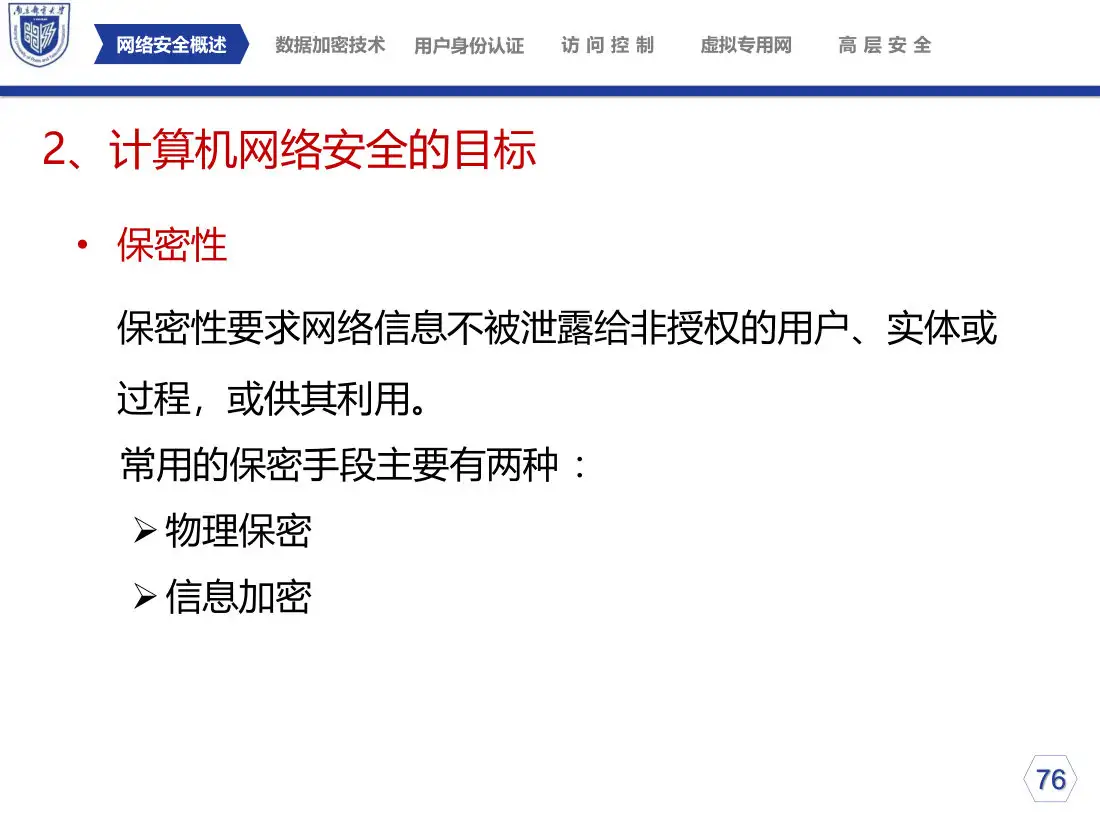 网络安全概述 数据加密技术 用户身份认证 访问控制 虚拟专用网 高层安全
2、计算机网络安全的目标
• 保密性
保密性要求网络信息不被泄露给非授权的用户、实体或
过程，或供其利用。
常用的保密手段主要有两种：
➢物理保密
➢信息加密
76